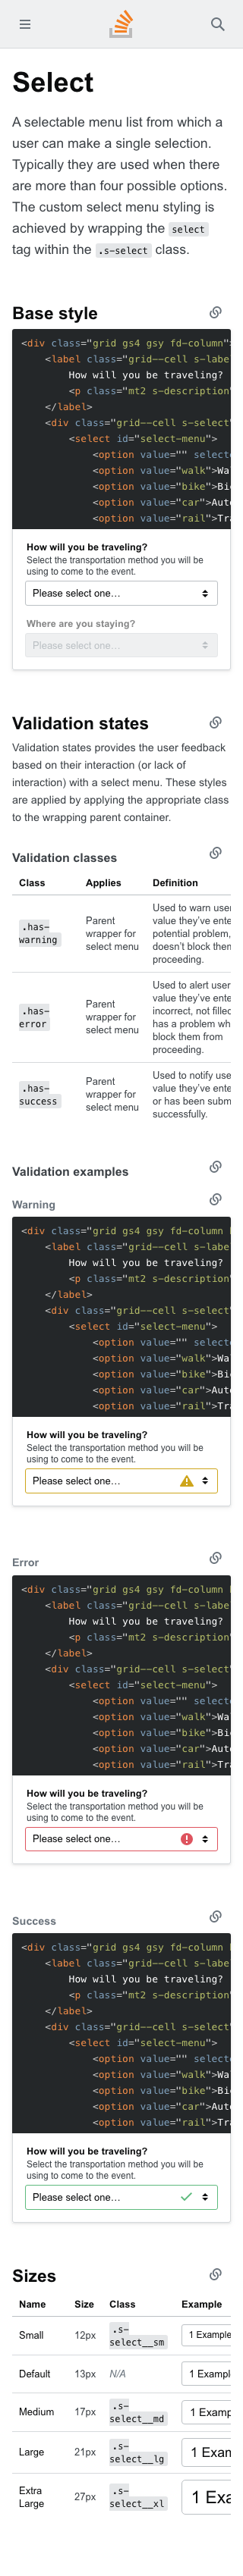 Select
A selectable menu list from which a
user can make a single selection.
Typically they are used when there
are more than four possible options.
The custom select menu styling is
achieved by wrapping the select
tag within the .s-select class.
Base style
<div class="grid gs4 gsy fd-column"
<label class="grid--cell s-labe
How will you be traveling?
<p class="mt2 s-description"
</label>
<div class="grid--cell s-select"
<select id="select-menu">
<option value="" selecte
<option value="walk">Wa
<option value="bike">Bi
<option value="car">Aut
<option value="rail">Tr
How will you be traveling?
Select the transportation method you will be
using to come to the event.
Please select one…
Where are you staying?
Please select one…
Validation states
Validation states provides the user feedback
based on their interaction (or lack of
interaction) with a select menu. These styles
are applied by applying the appropriate class
to the wrapping parent container.
Validation classes
Class Applies Definition
.has-warning Parent wrapper for select menu Used to warn user value they've ente potential problem, doesn't block them proceeding.
.has-error Parent wrapper for select menu Used to alert user value they've ente incorrect, not filled has a problem wh block them from proceeding.
.has-success Parent wrapper for select menu Used to notify use value they've ente or has been subm successfully.
Validation examples
Warning
<div class="grid gs4 gsy fd-column
<label class="grid--cell s-labe
How will you be traveling?
<p class="mt2 s-description"
</label>
<div class="grid--cell s-select"
<select id="select-menu">
<option value="" selecte
<option value="walk">Wa
<option value="bike">Bi
<option value="car">Aut
<option value="rail">Tr
How will you be traveling?
Select the transportation method you will be
using to come to the event.
Please select one…
Error
<div class="grid gs4 gsy fd-column
<label class="grid--cell s-labe
How will you be traveling?
<p class="mt2 s-description"
</label>
<div class="grid--cell s-select"
<select id="select-menu">
<option value="" selecte
<option value="walk">Wa
<option value="bike">Bi
<option value="car">Aut
<option value="rail">Tr
How will you be traveling?
Select the transportation method you will be
using to come to the event.
Please select one…
Success
<div class="grid gs4 gsy fd-column
<label class="grid--cell s-labe
How will you be traveling?
<p class="mt2 s-description"
</label>
<div class="grid--cell s-select"
<select id="select-menu">
<option value="" selecte
<option value="walk">Wa
<option value="bike">Bi
<option value="car">Aut
<option value="rail">Tr
How will you be traveling?
Select the transportation method you will be
using to come to the event.
Please select one…
Sizes
Name Size Class Example
Small 12px .s-select__sm 1 Example
Default 13px N/A 1 Exampl
Medium 17px .s-select__md 1 Examp
Large 21px .s-select__lg 1 Exam
Extra Large 27px .s-select__xl 1 Exa